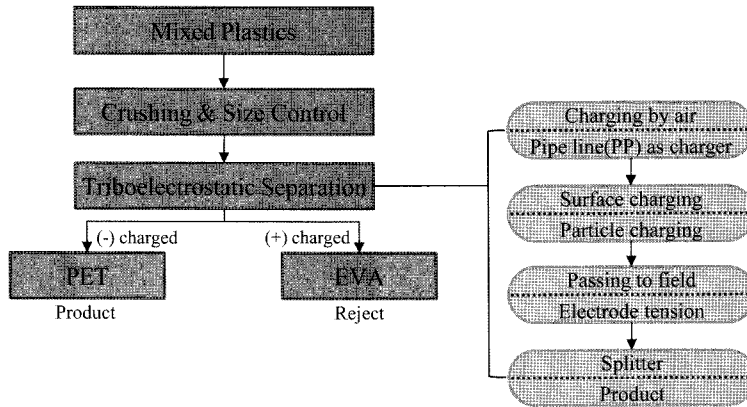 Mixed Plastics
Crushing & Size Control
Triboelectrostatic Separation
(-) charged
(+) charged
PET
EVA
Product
Reject
Charging by air
Pipe line(PP) as charger
Surface charging
Particle charging
Passing to field
Electrode tension
Splitter
Product